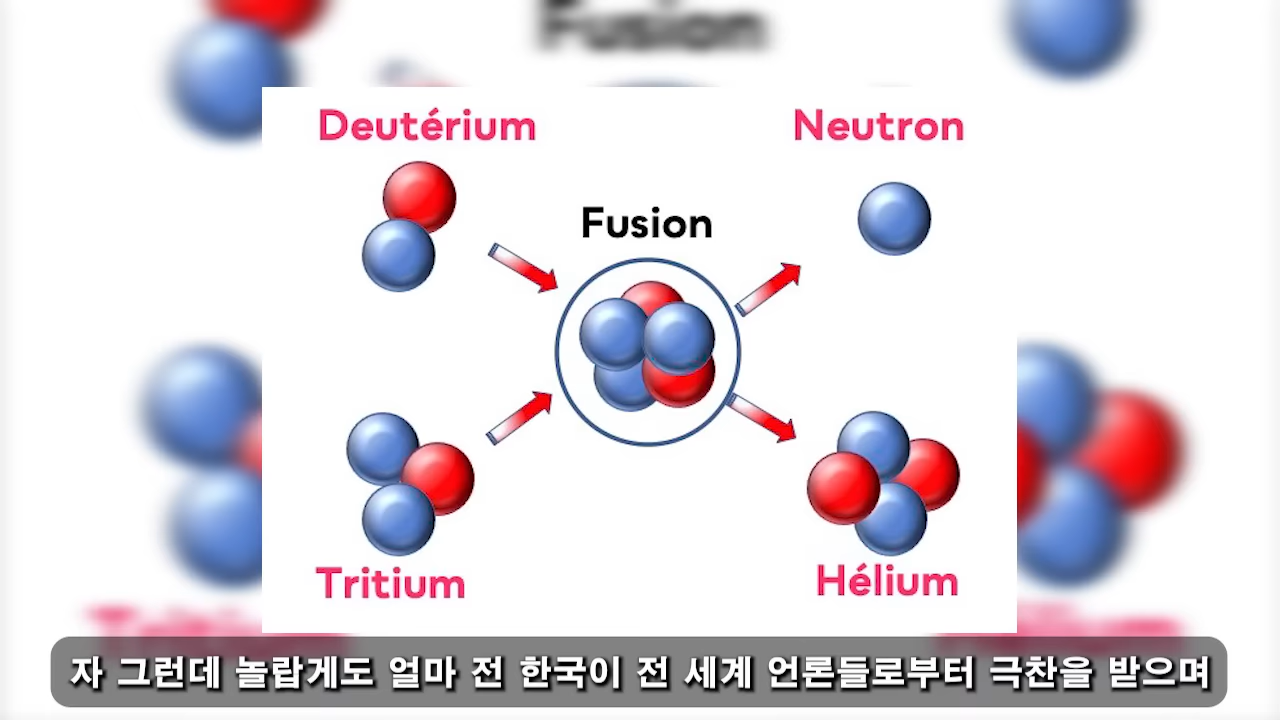 Fusion
Deutérium
Neutron
Fusion
Tritium
Hélium
자 그런데 놀랍게도 얼마 전 한국이 전 세계 언론들로부터 극찬을 받으며